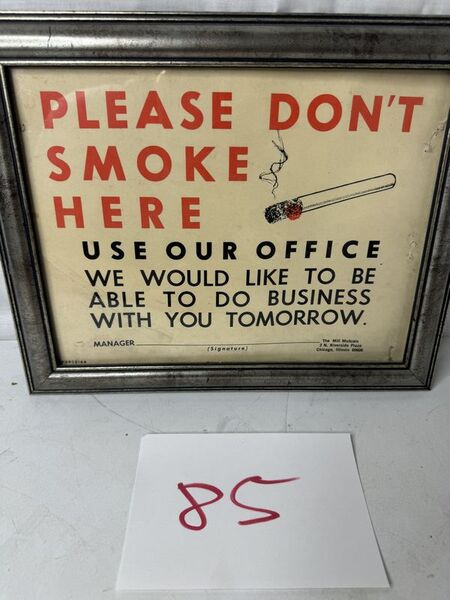 PLEASE DON'T
SMOKE
HERE
USE OUR OFFICE
WE WOULD LIKE TO BE
ABLE TO DO BUSINESS
WITH YOU TOMORROW.
MANAGER
(Signature)
The Mill Mutuals
2 N. Riverside Plaza
Chicago, Illinois 60606
85